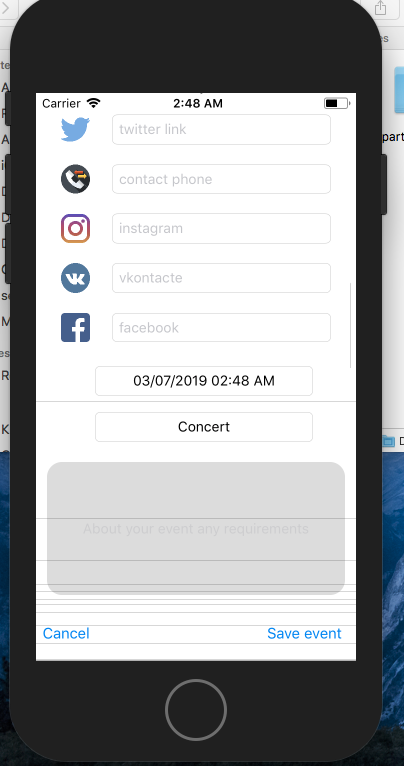 Carrier 2:48 AM
twitter link
contact phone
instagram
vkontacte
facebook
03/07/2019 02:48 AM
Concert
About your event any requirements
Cancel Save event
part